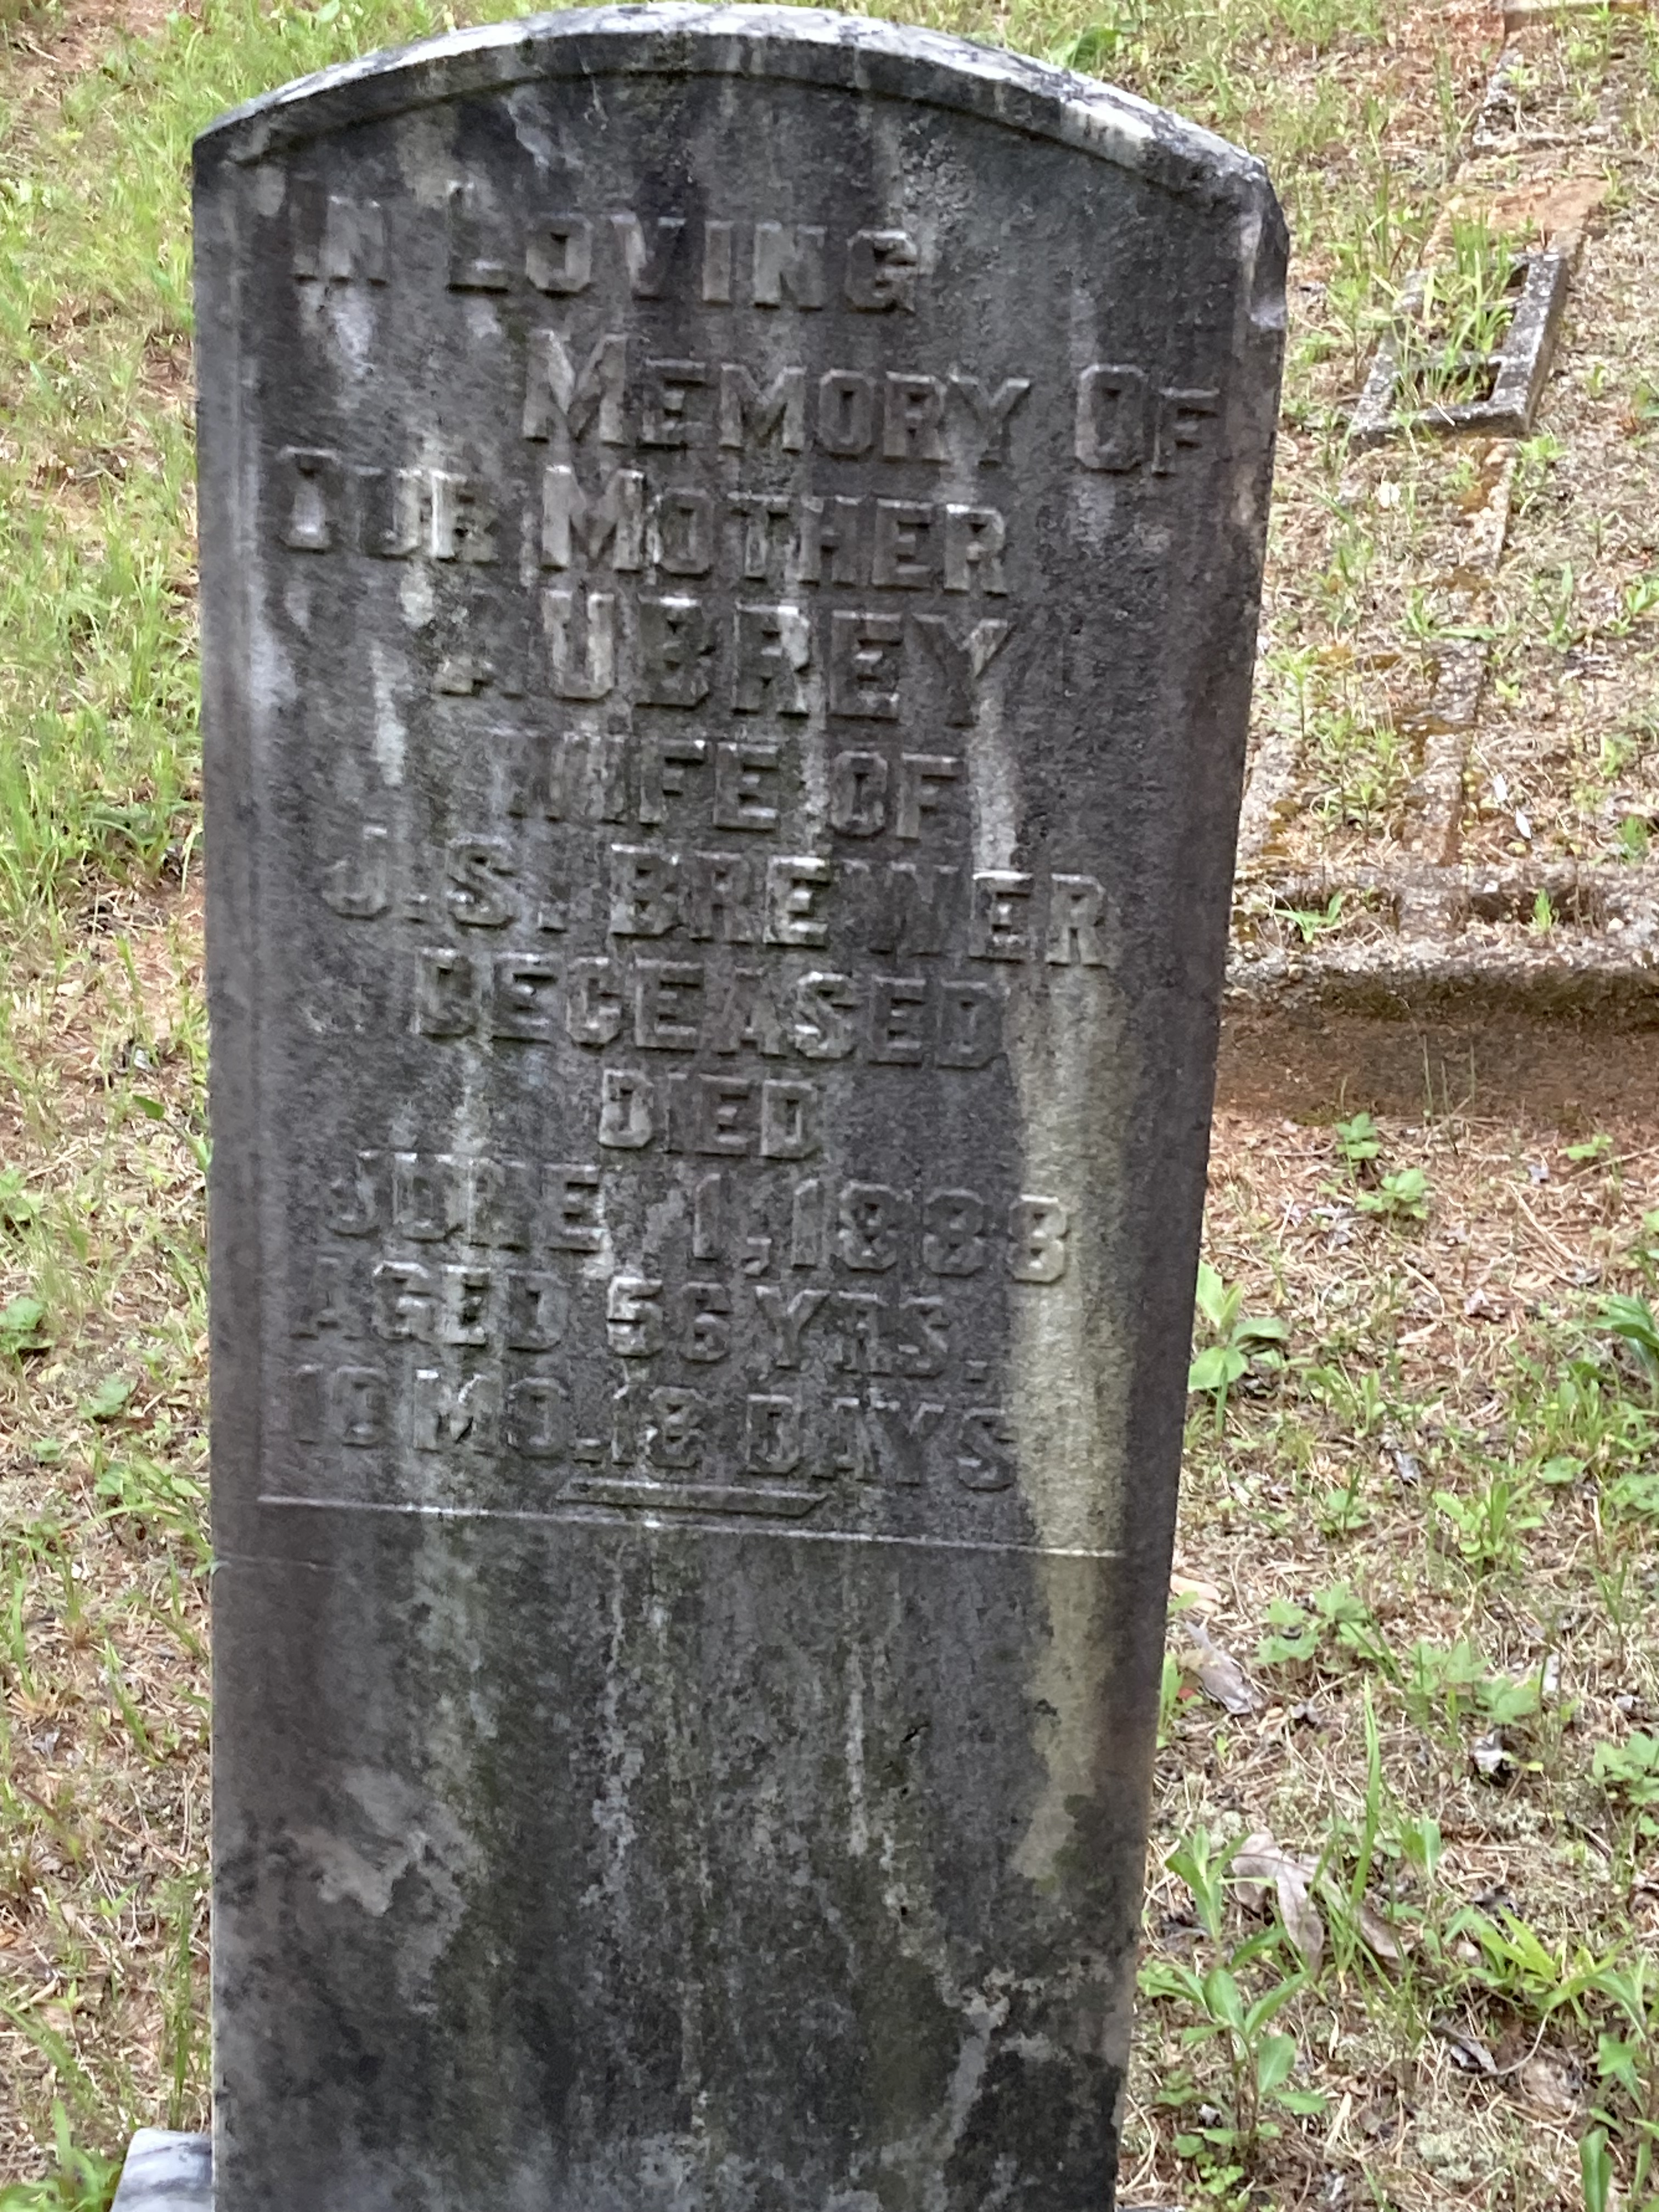 IN LOVING
MEMORY OF
OUR MOTHER
AUBREY
WIFE OF
J. S. BREWER
DECEASED
DIED
JUNE 1, 1888
AGED 56 YRS.
10 MO. 18 DAYS